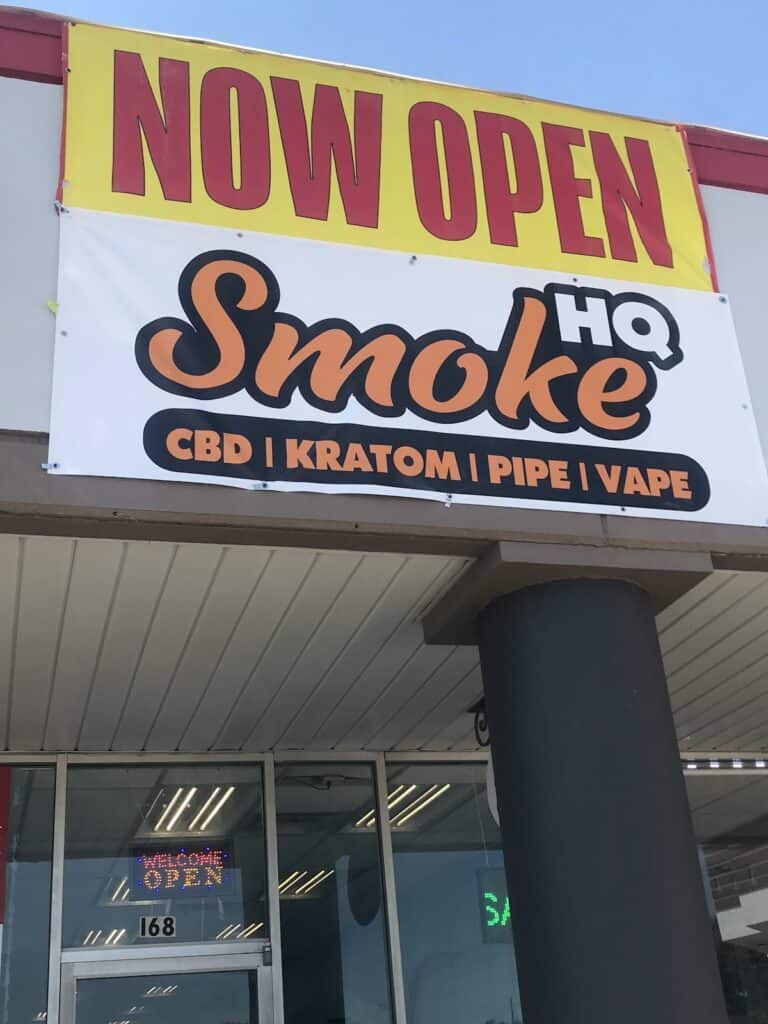 NOW OPEN
Smoke HQ
CBD | KRATOM | PIPE | VAPE
WELCOME
OPEN
168